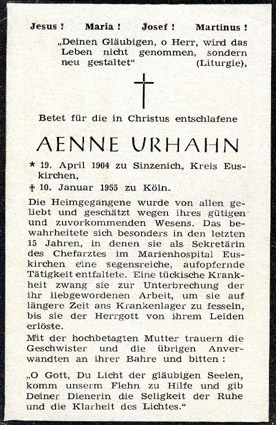 Jesus! Maria! Josef! Martinus!
„Deinen Gläubigen, o Herr, wird das
Leben nicht genommen, sondern
neu gestaltet“ (Liturgie),
Betet für die in Christus entschlafene
AENNE URHAHN
* 19. April 1904 zu Sinzenich, Kreis Eus-
kirchen,
† 10. Januar 1955 zu Köln.
Die Heimgegangene wurde von allen ge-
liebt und geschätzt wegen ihres gütigen
und zuvorkommenden Wesens. Das be-
wahrheitete sich besonders in den letzten
15 Jahren, in denen sie als Sekretärin
des Chefarztes im Marienhospital Eus-
kirchen eine segensreiche, aufopfernde
Tätigkeit entfaltete. Eine tückische Krank-
heit zwang sie zur Unterbrechung der
ihr liebgewordenen Arbeit, um sie auf
längere Zeit ans Krankenlager zu fesseln,
bis sie der Herrgott von ihrem Leiden
erlöste.
Mit der hochbetagten Mutter trauern die
Geschwister und die übrigen Anver-
wandten an ihrer Bahre und bitten:
„O Gott, Du Licht der gläubigen Seelen,
komm unserm Flehn zu Hilfe und gib
Deiner Dienerin die Seligkeit der Ruhe
und die Klarheit des Lichtes.“